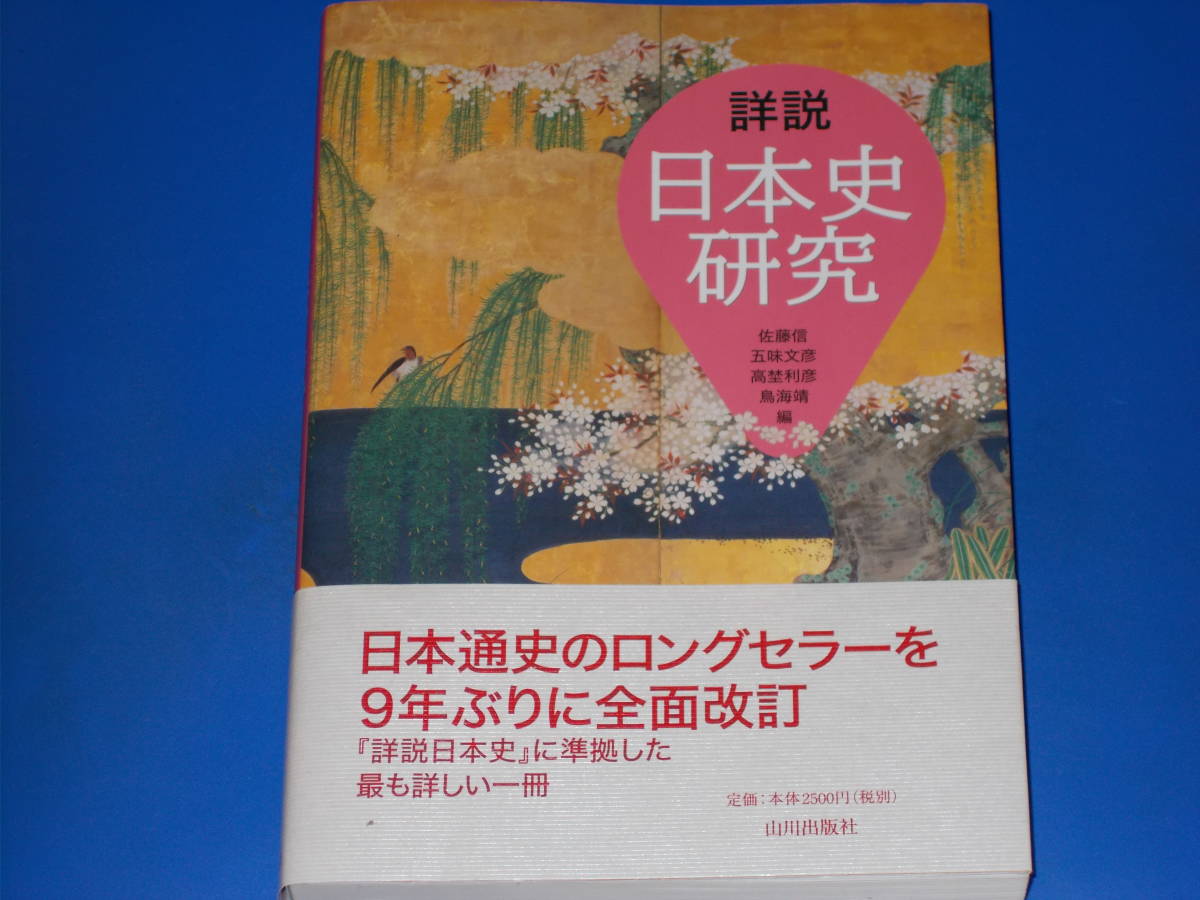 詳説
日本史
研究
佐藤信
五味文彦
高埜利彦
鳥海靖
編
日本通史のロングセラーを
9年ぶりに全面改訂
『詳説日本史』に準拠した
最も詳しい一冊
定価：本体2500円（税別）
山川出版社